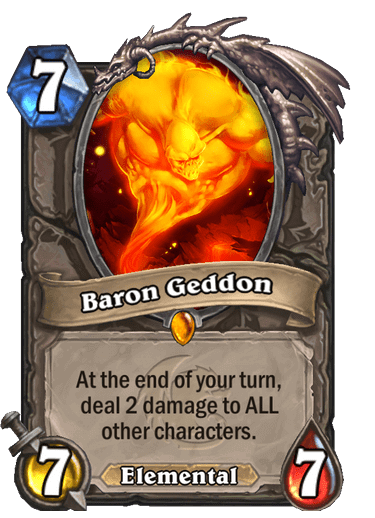 7
Baron Geddon
At the end of your turn,
deal 2 damage to ALL
other characters.
7
Elemental
7